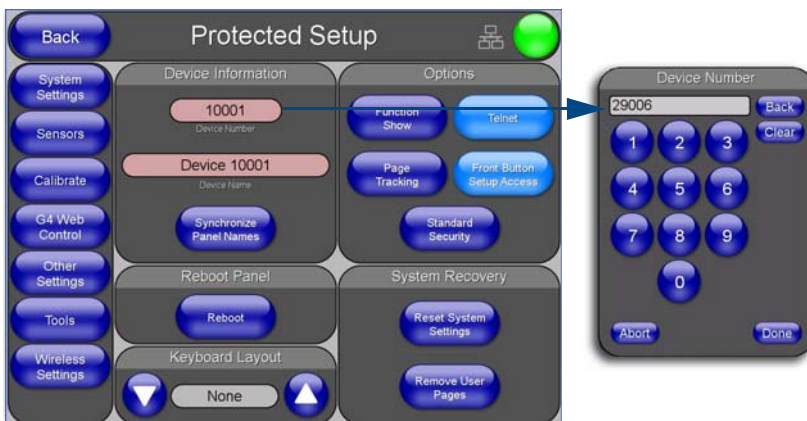 Back
Protected Setup
System
Settings
Sensors
Calibrate
G4 Web
Control
Other
Settings
Tools
Wireless
Settings
Device Information
10001
Device Number
Device 10001
Device Name
Synchronize
Panel Names
Reboot Panel
Reboot
Keyboard Layout
None
Options
Function
Show
Telnet
Page
Tracking
Front Button
Setup Access
Standard
Security
System Recovery
Reset System
Settings
Remove User
Pages
Device Number
29006
Back
Clear
1 2 3
4 5 6
7 8 9
0
Abort
Done